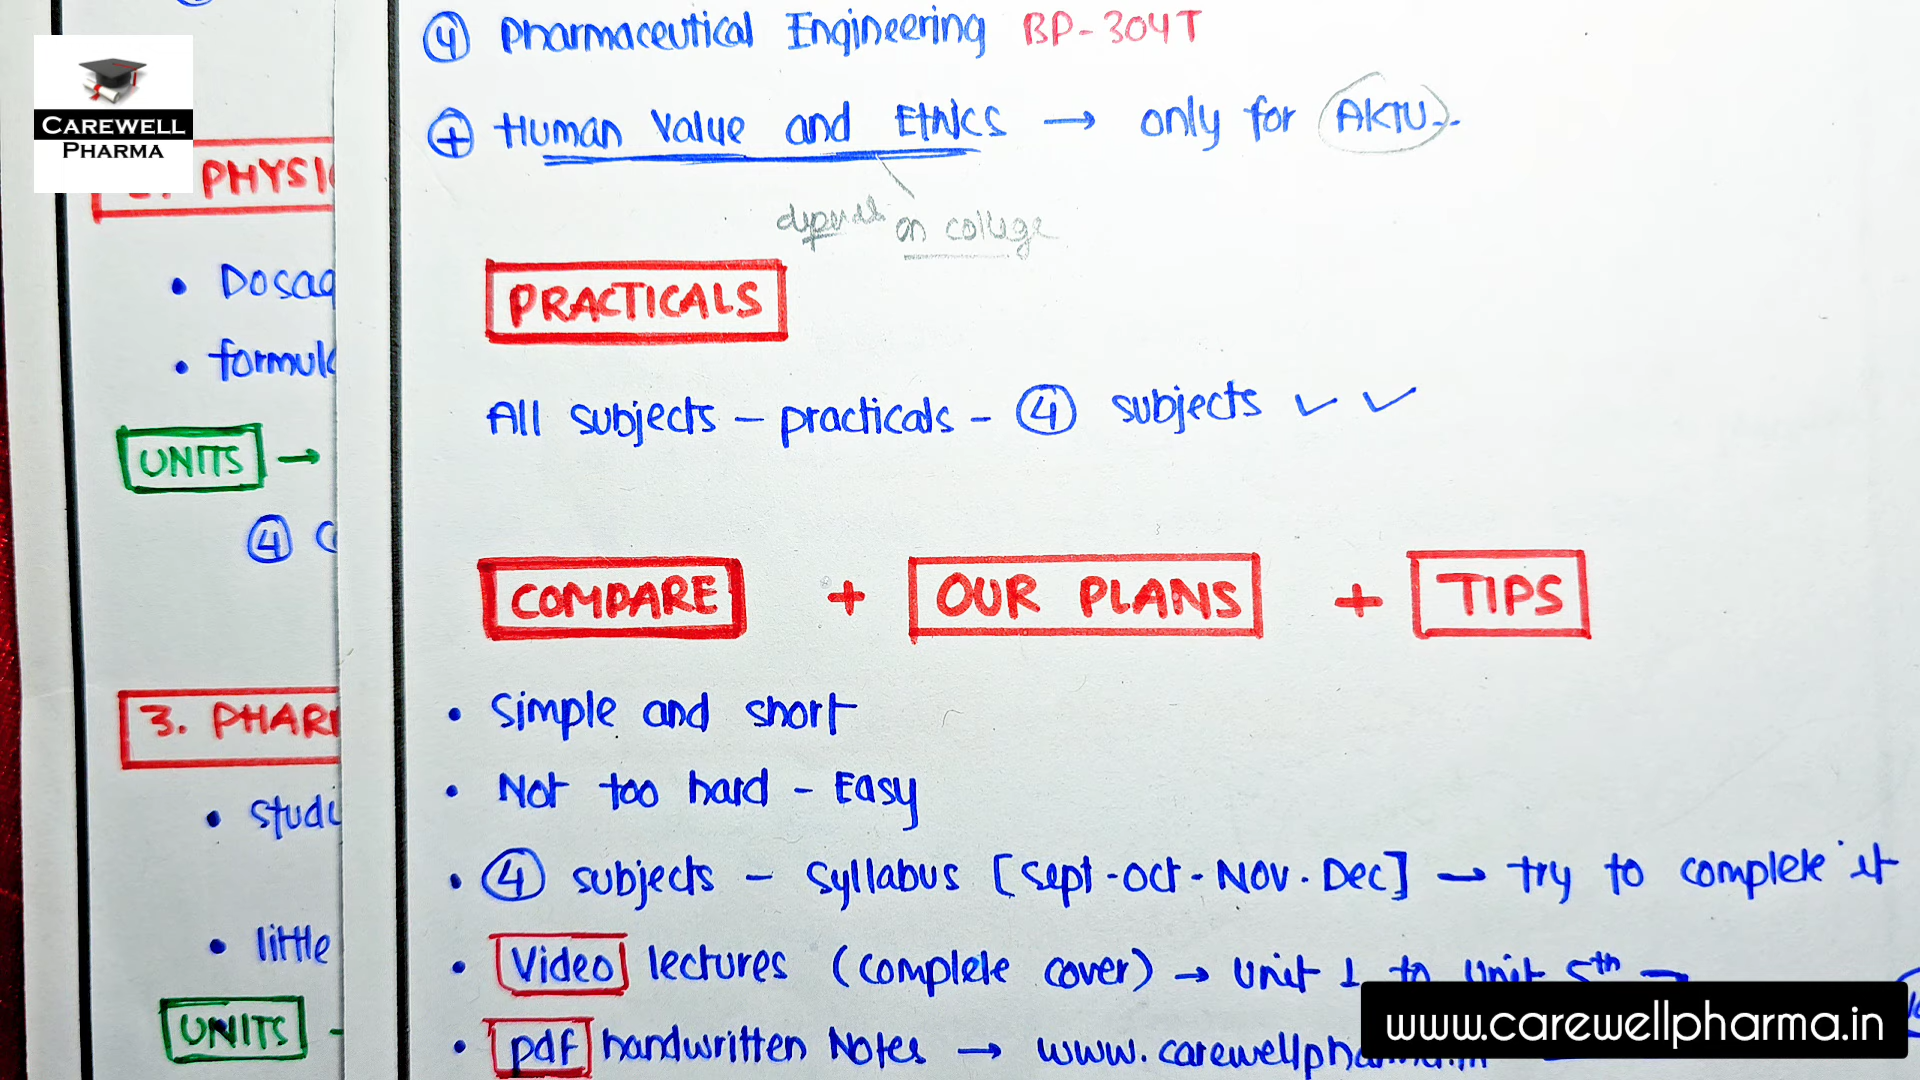 ④ Pharmaceutical Engineering BP-304T
CAREWELL
PHARMA
⊕ Human Value and Ethics → only for AKTU
depends on college
PHYSI
• Dosag
• formula
UNITS →
④ C
3. PHAR
• studi
• little
UNITS
PRACTICALS
All subjects - practicals - ④ subjects ✓ ✓
COMPARE + OUR PLANS + TIPS
• Simple and short
• Not too hard - Easy
• ④ subjects - Syllabus [Sept-Oct-Nov.Dec] → try to complete it
• Video lectures (complete cover) → Unit 1 to Unit 5th →
• pdf handwritten Notes → www.carewellpharma.in
www.carewellpharma.in